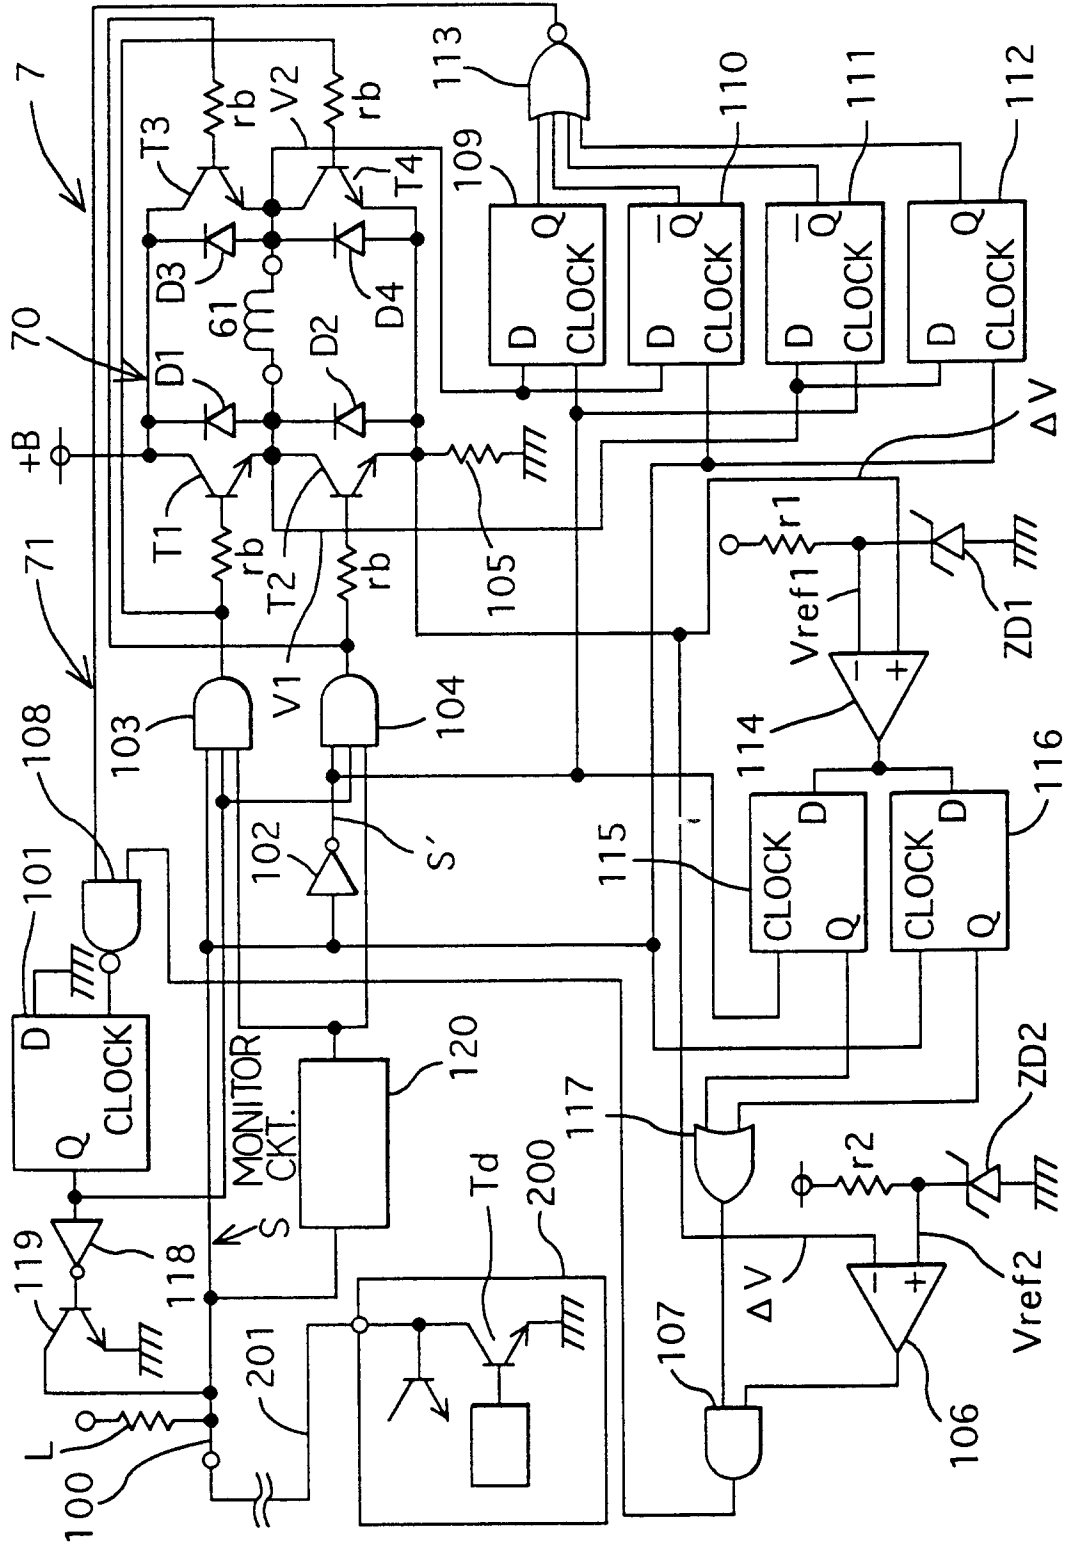 7
70
71
+B
T1
T2
T3
T4
D1
D2
D3
D4
61
rb
rb
rb
rb
V1
V2
105
103
104
102
S'
108
101
D
Q
CLOCK
118
119
S
L
100
201
MONITOR
CKT.
120
Td
200
113
109
D
Q
CLOCK
110
D
Q̅
CLOCK
111
D
Q̅
CLOCK
112
D
Q
CLOCK
ΔV
r1
Vref1
ZD1
−
+
114
115
CLOCK
D
Q
116
CLOCK
D
Q
117
107
ΔV
−
+
106
Vref2
r2
ZD2